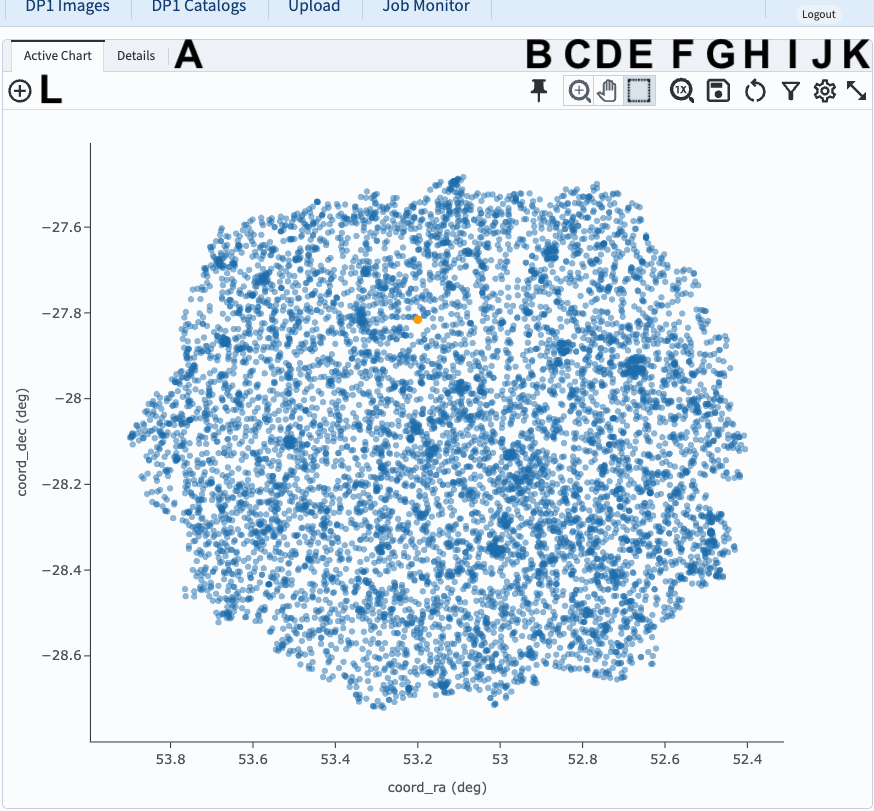 DP1 Images DP1 Catalogs Upload Job Monitor
Logout
Active Chart Details A B C D E F G H I J K
L 1X
−27.6
−27.8
−28
−28.2
−28.4
−28.6
coord_dec (deg)
53.8 53.6 53.4 53.2 53 52.8 52.6 52.4
coord_ra (deg)